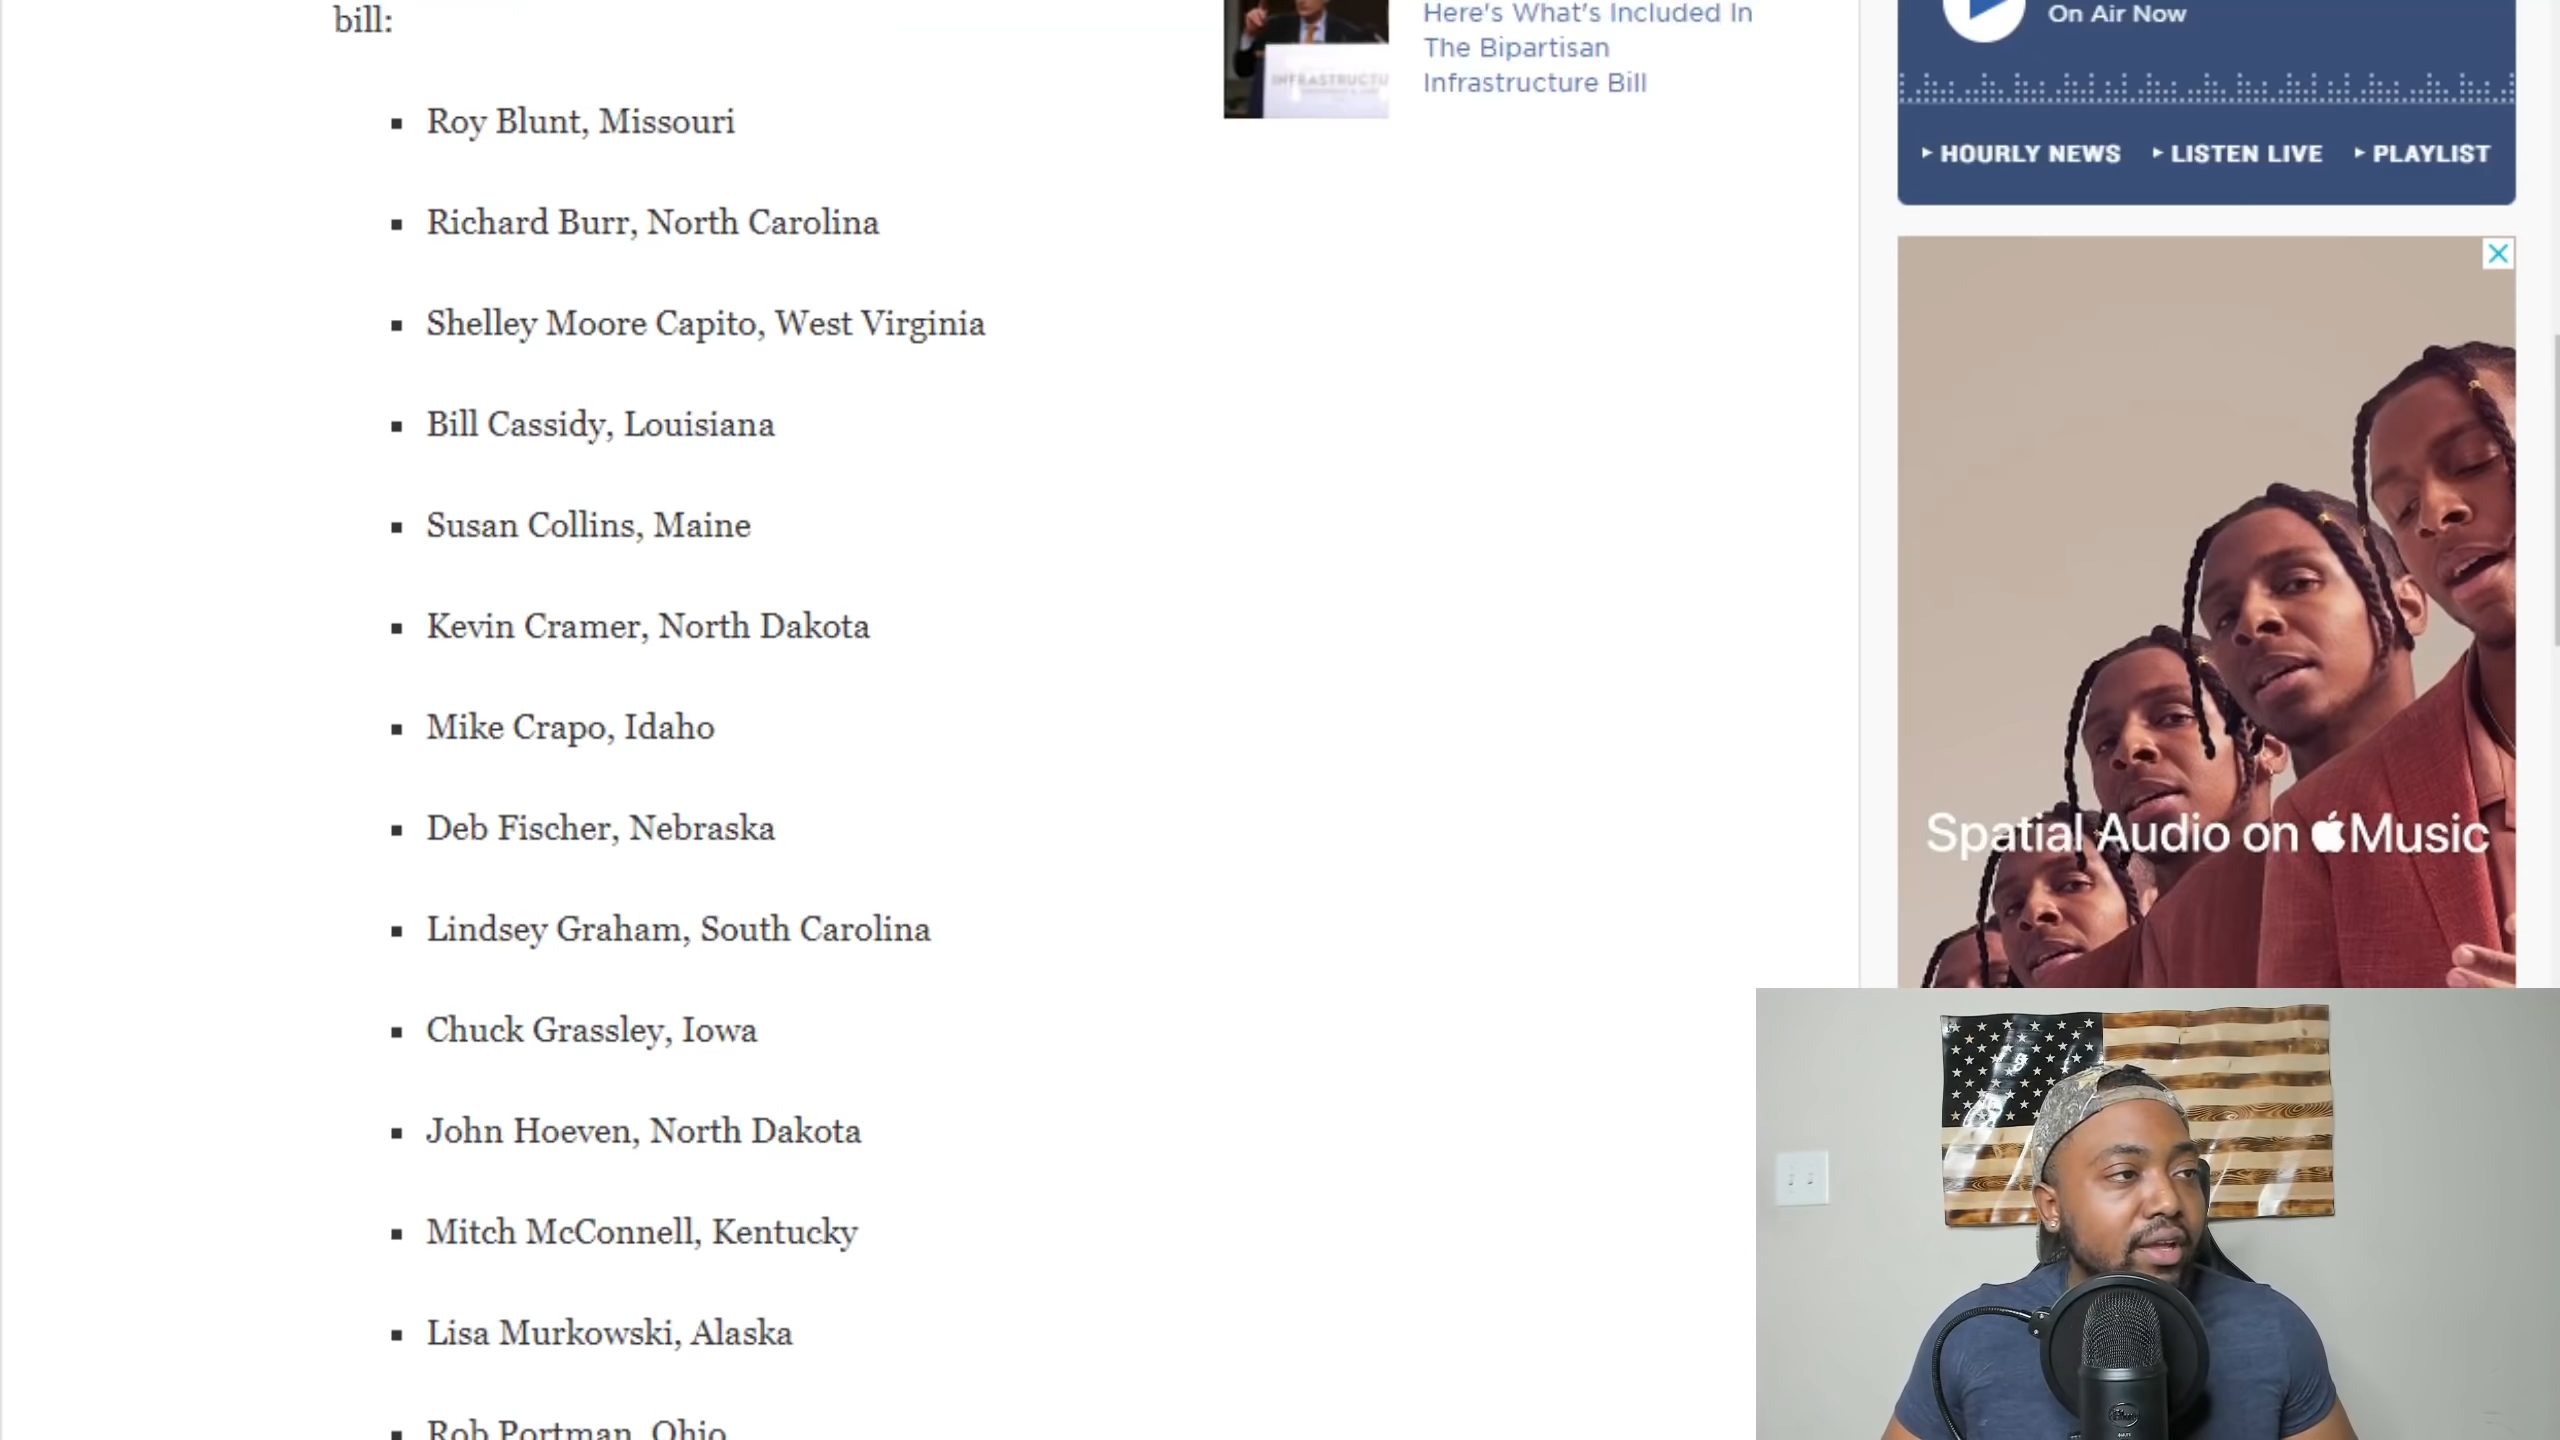 bill:
Roy Blunt, Missouri
Richard Burr, North Carolina
Shelley Moore Capito, West Virginia
Bill Cassidy, Louisiana
Susan Collins, Maine
Kevin Cramer, North Dakota
Mike Crapo, Idaho
Deb Fischer, Nebraska
Lindsey Graham, South Carolina
Chuck Grassley, Iowa
John Hoeven, North Dakota
Mitch McConnell, Kentucky
Lisa Murkowski, Alaska
Rob Portman, Ohio
INFRASTRUCTU
Here's What's Included In
The Bipartisan
Infrastructure Bill
On Air Now
HOURLY NEWS LISTEN LIVE PLAYLIST
Spatial Audio on Music